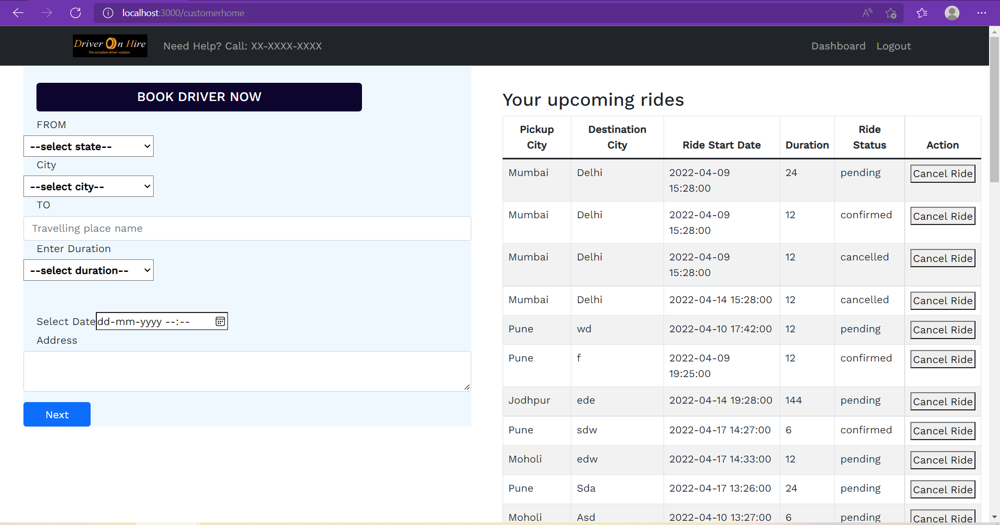 localhost:3000/customerhome
Driver On Hire
The complete driver solution
Need Help? Call: XX-XXXX-XXXX
Dashboard Logout
BOOK DRIVER NOW
FROM
--select state--
City
--select city--
TO
Travelling place name
Enter Duration
--select duration--
Select Date dd-mm-yyyy --:--
Address
Next
Your upcoming rides
Pickup City Destination City Ride Start Date Duration Ride Status Action
Mumbai Delhi 2022-04-09 15:28:00 24 pending Cancel Ride
Mumbai Delhi 2022-04-09 15:28:00 12 confirmed Cancel Ride
Mumbai Delhi 2022-04-09 15:28:00 12 cancelled Cancel Ride
Mumbai Delhi 2022-04-14 15:28:00 12 cancelled Cancel Ride
Pune wd 2022-04-10 17:42:00 12 pending Cancel Ride
Pune f 2022-04-09 19:25:00 12 confirmed Cancel Ride
Jodhpur ede 2022-04-14 19:28:00 144 pending Cancel Ride
Pune sdw 2022-04-17 14:27:00 6 confirmed Cancel Ride
Moholi edw 2022-04-17 14:33:00 12 pending Cancel Ride
Pune Sda 2022-04-17 13:26:00 24 pending Cancel Ride
Moholi Asd 2022-04-10 13:27:00 6 pending Cancel Ride